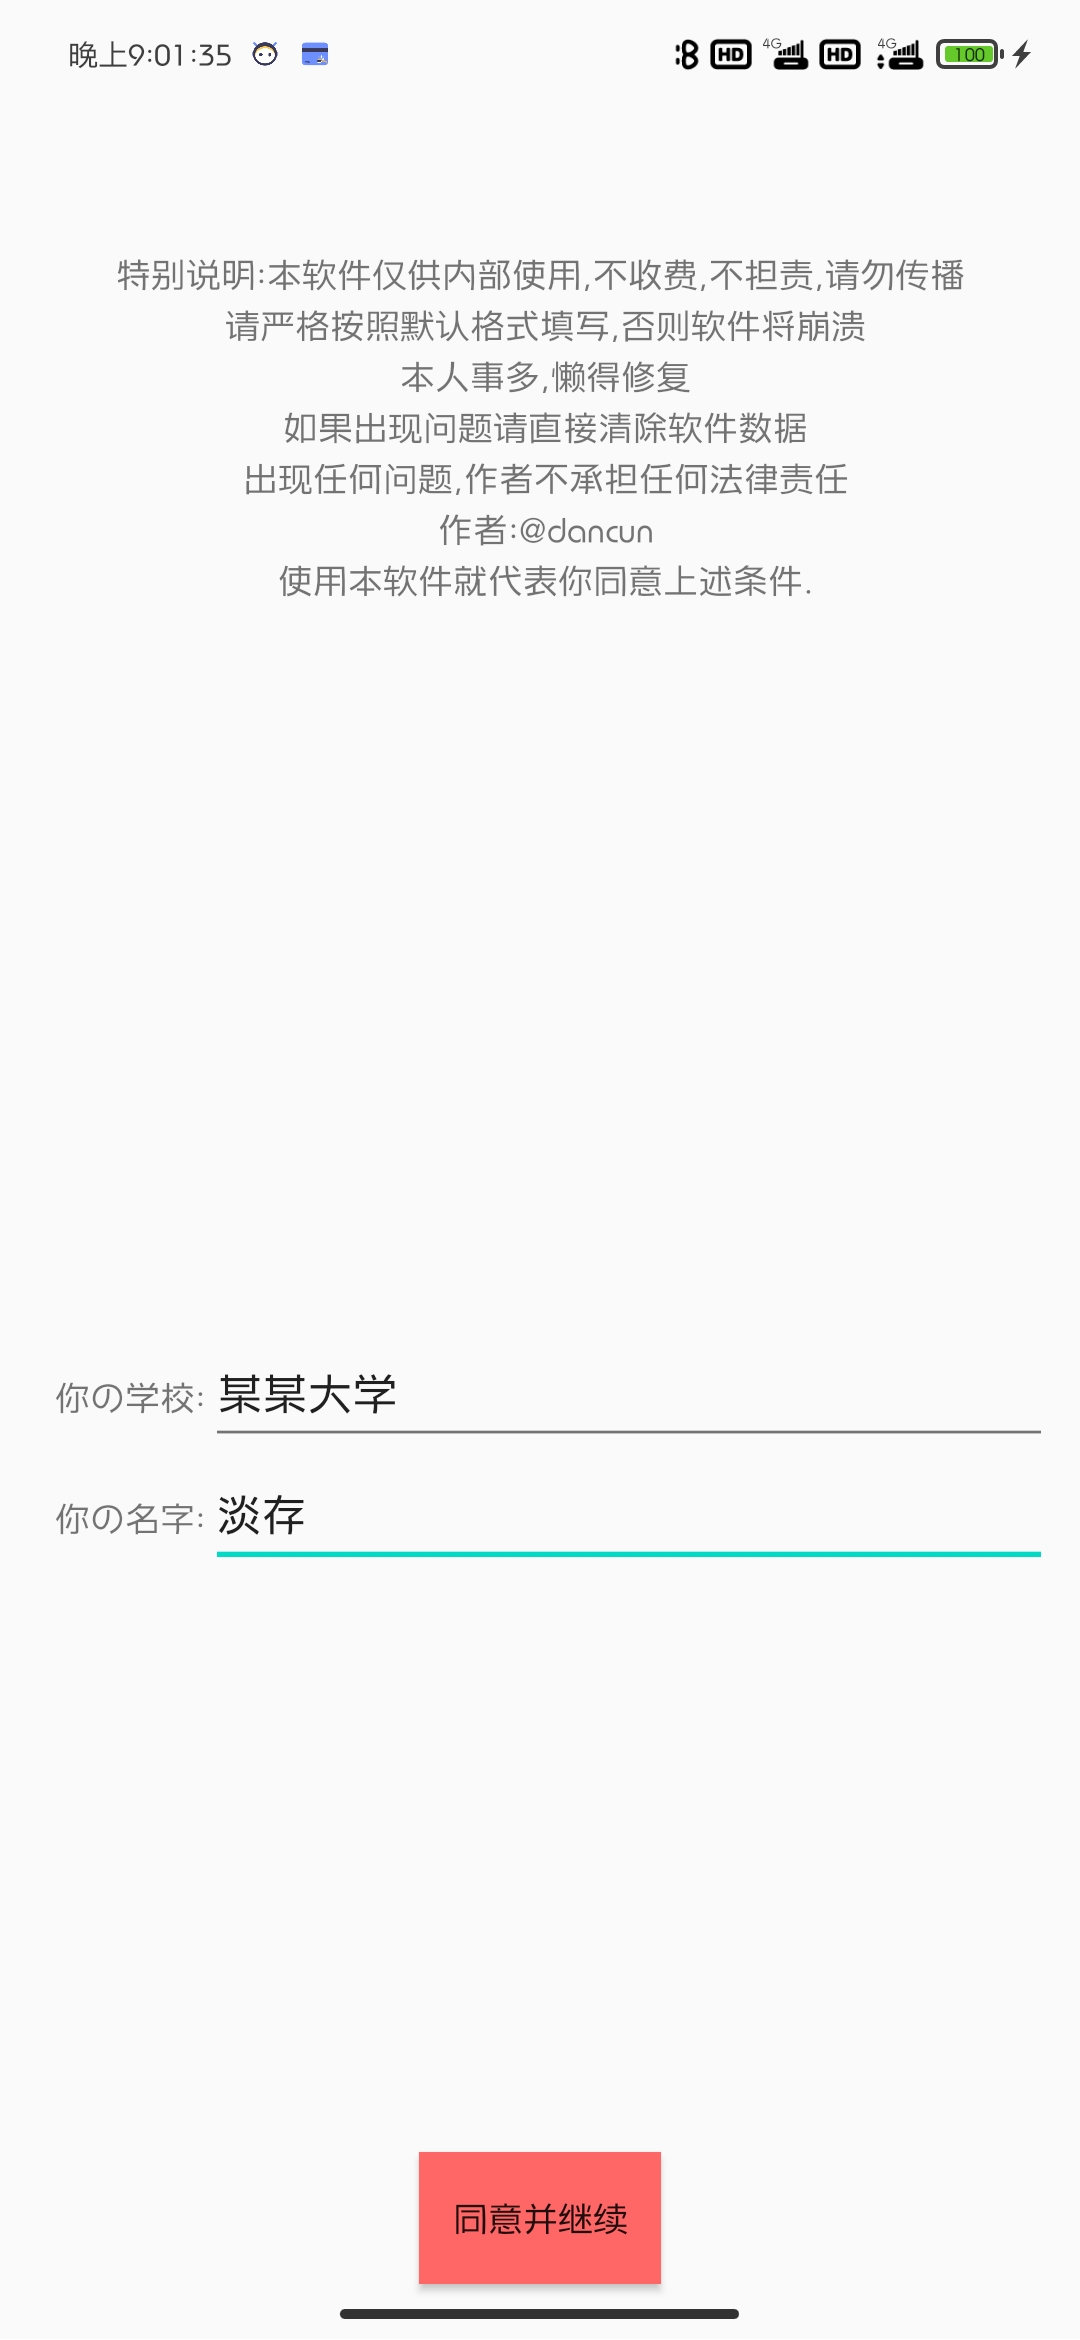 晚上9:01:35
HD 4G HD 4G 100
特别说明:本软件仅供内部使用,不收费,不担责,请勿传播
请严格按照默认格式填写,否则软件将崩溃
本人事多,懒得修复
如果出现问题请直接清除软件数据
出现任何问题,作者不承担任何法律责任
作者:@dancun
使用本软件就代表你同意上述条件.
你の学校: 某某大学
你の名字: 淡存
同意并继续